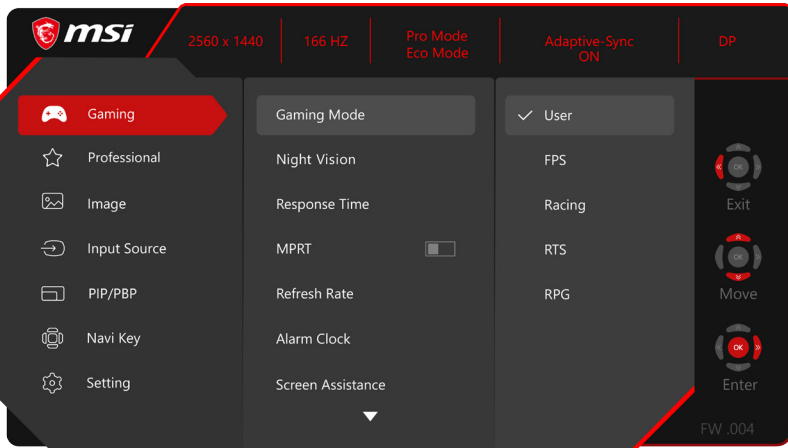 msi
2560 x 1440
166 HZ
Pro Mode
Eco Mode
Adaptive-Sync
ON
DP
Gaming
Professional
Image
Input Source
PIP/PBP
Navi Key
Setting
Gaming Mode
Night Vision
Response Time
MPRT
Refresh Rate
Alarm Clock
Screen Assistance
User
FPS
Racing
RTS
RPG
OK
Exit
OK
Move
OK
Enter
FW .004